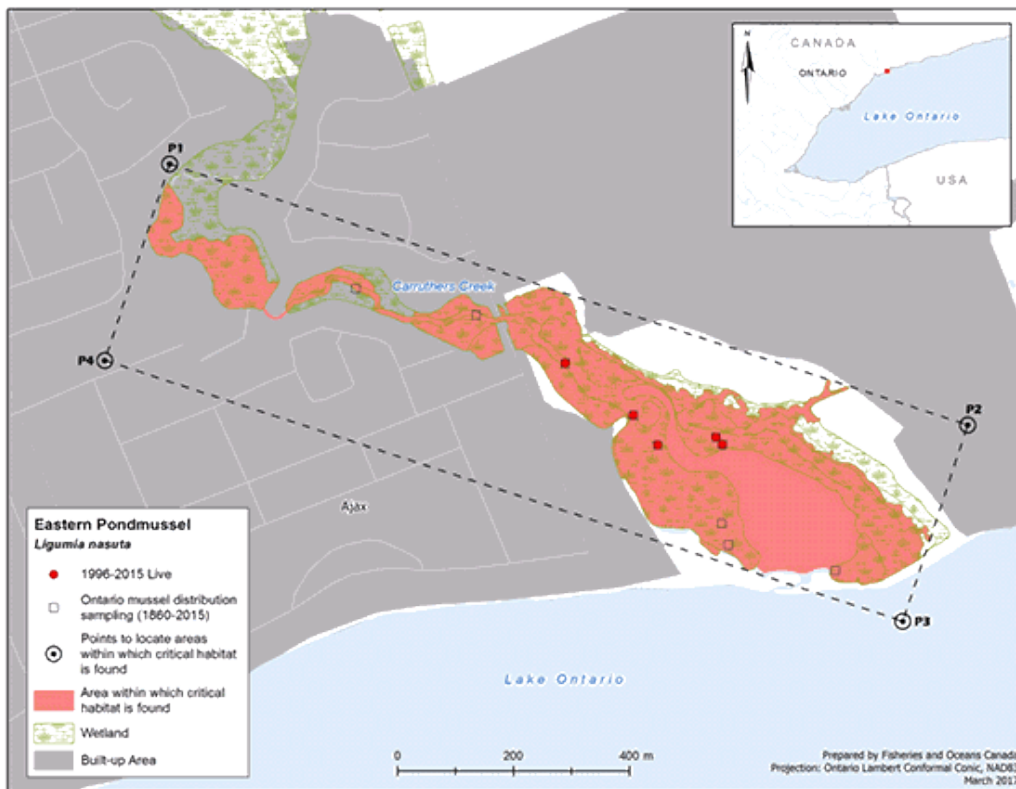 N
CANADA
ONTARIO
Lake Ontario
USA
P1
Carruthers Creek
P4
P2
Ajax
P3
Lake Ontario
Eastern Pondmussel
Ligumia nasuta
1996-2015 Live
Ontario mussel distribution
sampling (1860-2015)
Points to locate areas
within which critical habitat
is found
Area within which critical
habitat is found
Wetland
Built-up Area
0 200 400 m
Prepared by Fisheries and Oceans Canada
Projection: Ontario Lambert Conformal Conic, NAD83
March 2017